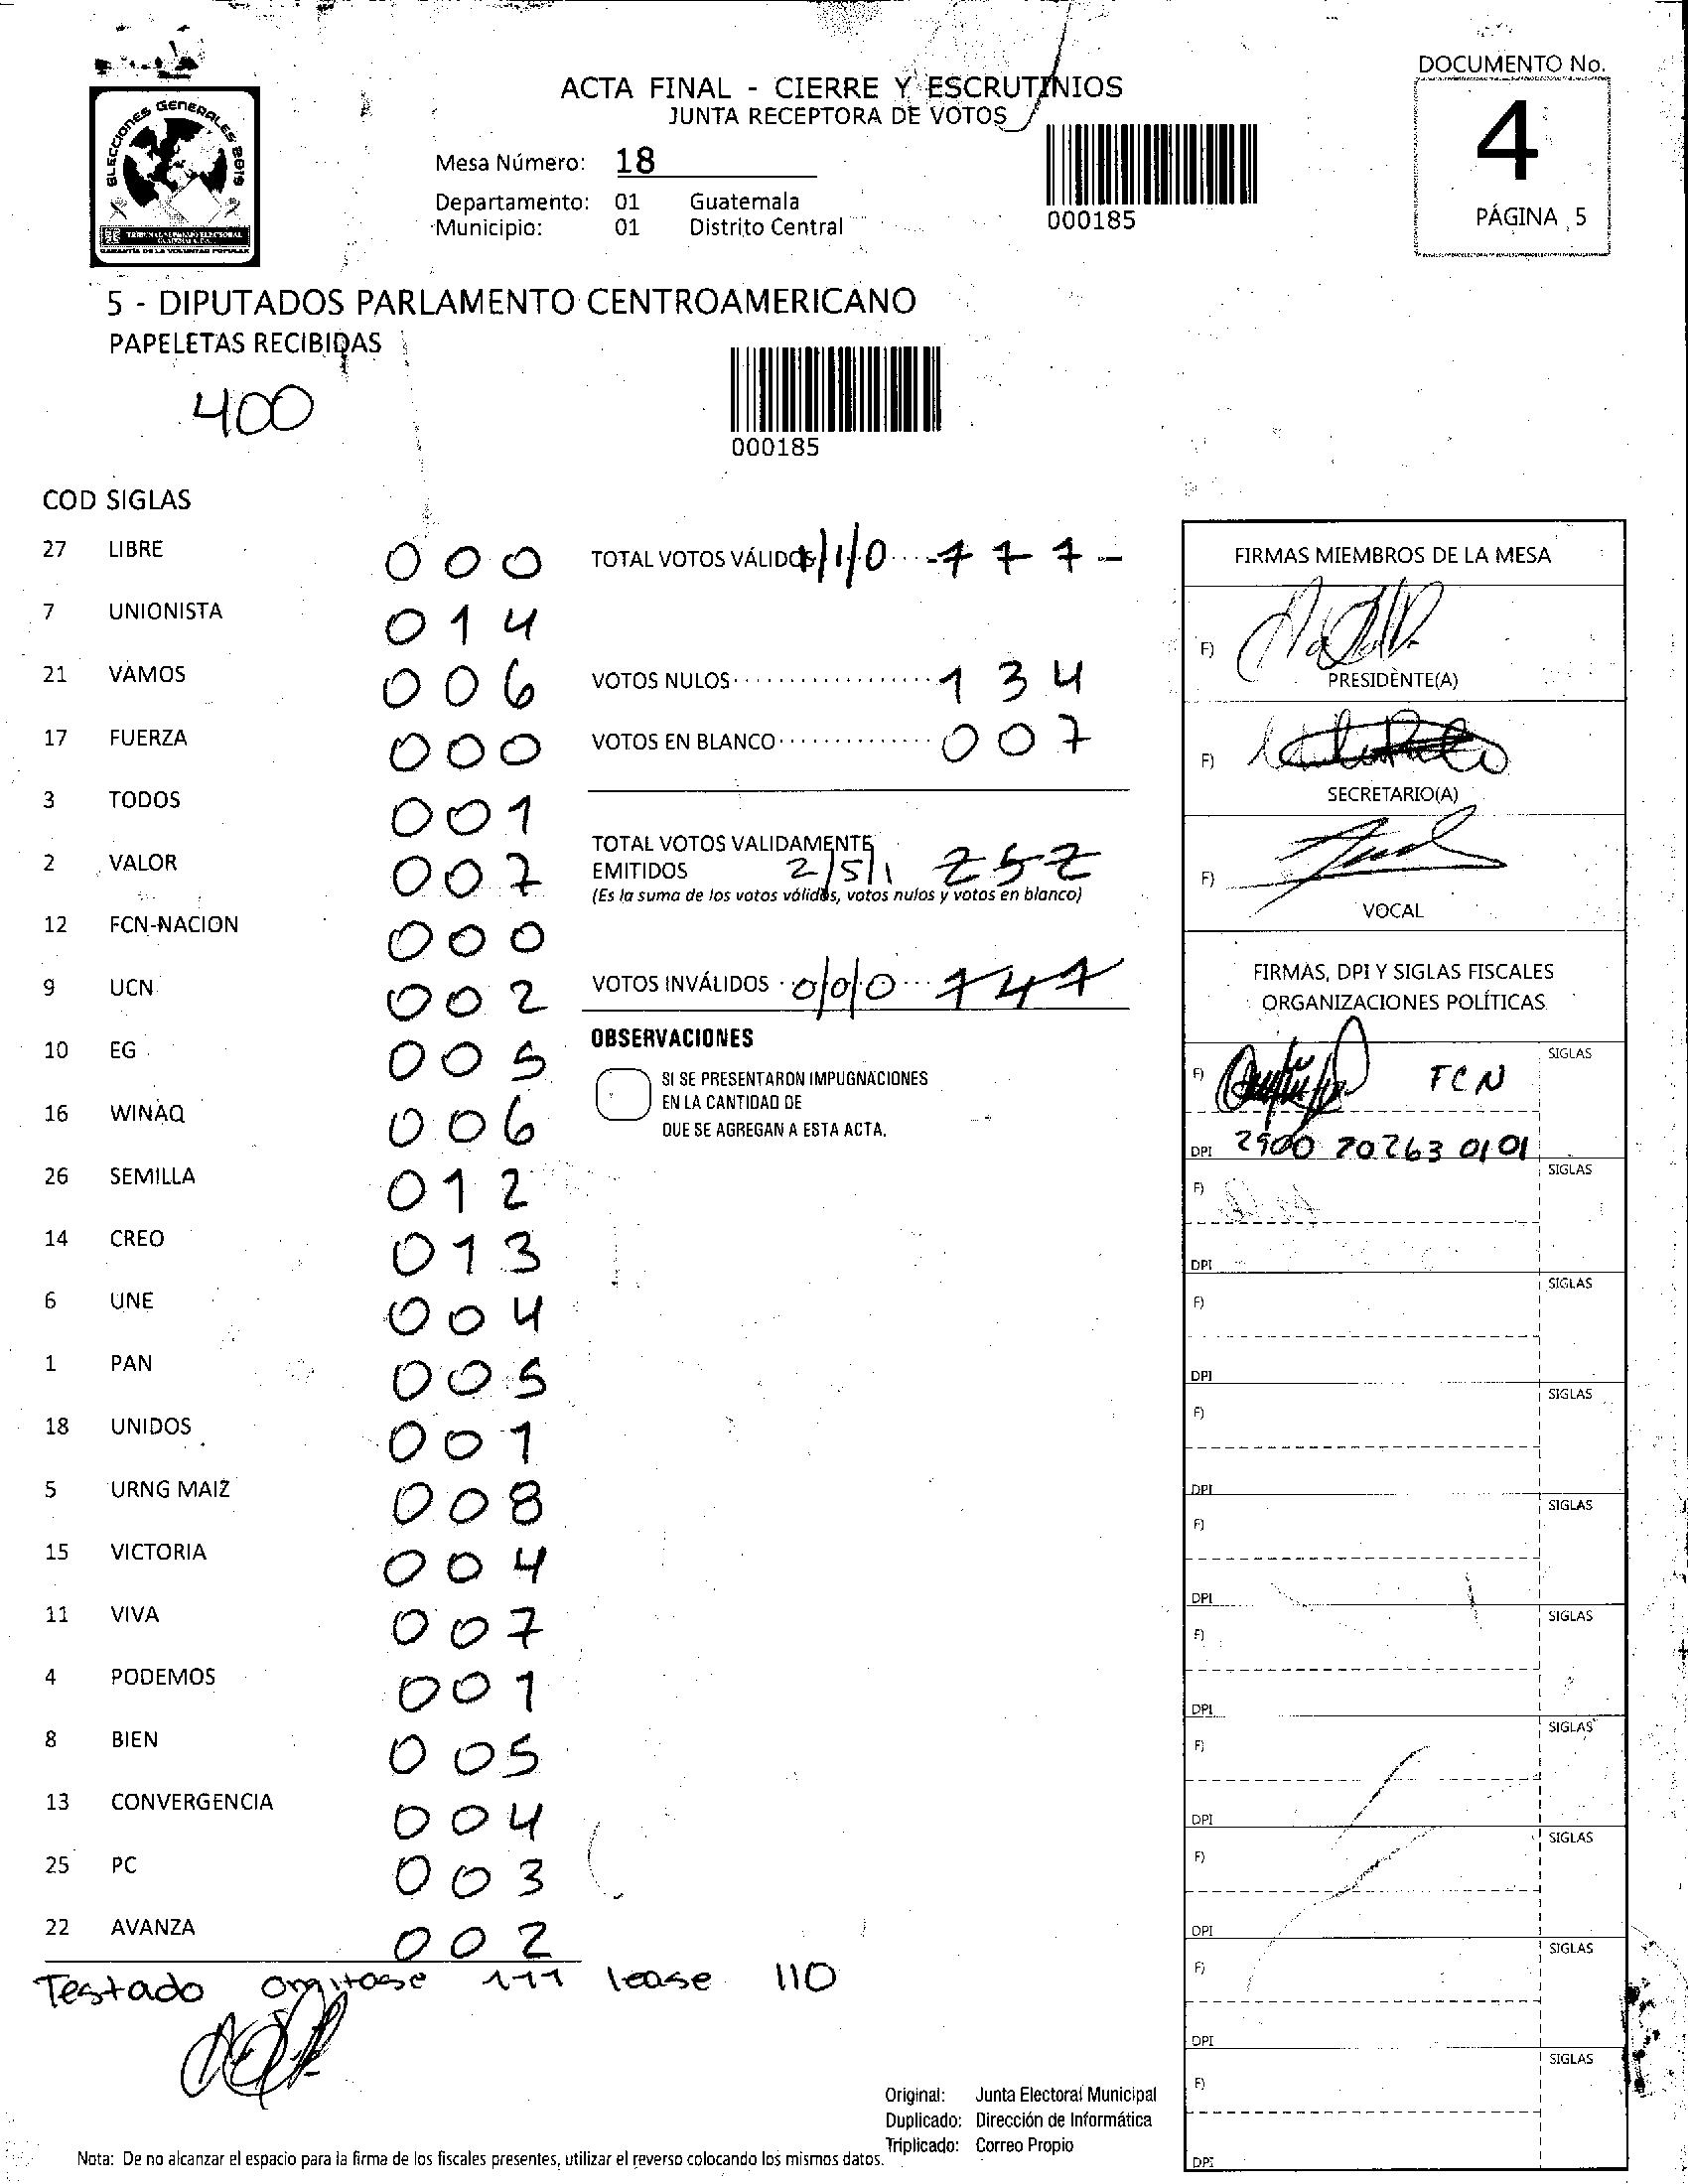 DOCUMENTO No.
ACTA FINAL - CIERRE Y ESCRUTINIOS
JUNTA RECEPTORA DE VOTOS
ELECCIONES GENERALES 2019
4
Mesa Número: 18
Departamento: 01 Guatemala
Municipio: 01 Distrito Central
000185
PÁGINA 5
5 - DIPUTADOS PARLAMENTO CENTROAMERICANO
PAPELETAS RECIBIDAS
400
000185
COD SIGLAS
27 LIBRE 000
7 UNIONISTA 014
21 VAMOS 006
17 FUERZA 000
3 TODOS 001
2 VALOR 007
12 FCN-NACION 000
9 UCN 002
10 EG 005
16 WINAQ 006
26 SEMILLA 012
14 CREO 013
6 UNE 004
1 PAN 005
18 UNIDOS 001
5 URNG MAIZ 008
15 VICTORIA 004
11 VIVA 007
4 PODEMOS 001
8 BIEN 005
13 CONVERGENCIA 004
25 PC 003
22 AVANZA 002
Testado omitase 111 lease 110
TOTAL VOTOS VÁLIDOS 1/1/0
VOTOS NULOS 134
VOTOS EN BLANCO 007
TOTAL VOTOS VALIDAMENTE
EMITIDOS 2/5/1 252
(Es la suma de los votos válidos, votos nulos y votos en blanco)
VOTOS INVÁLIDOS 0/0/0
OBSERVACIONES
SI SE PRESENTARON IMPUGNACIONES
EN LA CANTIDAD DE
QUE SE AGREGAN A ESTA ACTA.
FIRMAS MIEMBROS DE LA MESA
F)
PRESIDENTE(A)
F)
SECRETARIO(A)
F)
VOCAL
FIRMAS, DPI Y SIGLAS FISCALES
ORGANIZACIONES POLÍTICAS
F) FCN SIGLAS
DPI 2900 20263 0101
F) SIGLAS
DPI
F) SIGLAS
DPI
F) SIGLAS
DPI
F) SIGLAS
DPI
F) SIGLAS
DPI
F) SIGLAS
DPI
F) SIGLAS
DPI
F) SIGLAS
DPI
F) SIGLAS
DPI
Original: Junta Electoral Municipal
Duplicado: Dirección de Informática
Triplicado: Correo Propio
Nota: De no alcanzar el espacio para la firma de los fiscales presentes, utilizar el reverso colocando los mismos datos.